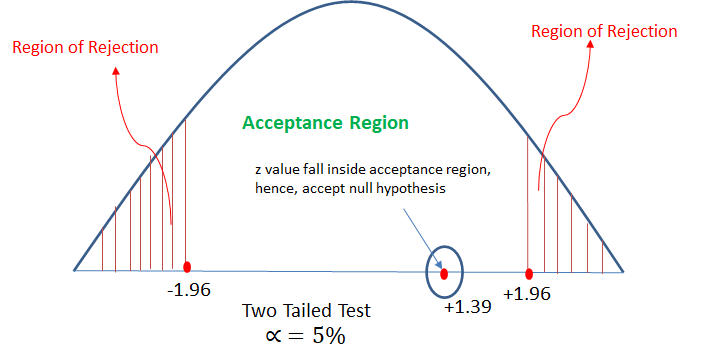 Region of Rejection
Region of Rejection
Acceptance Region
z value fall inside acceptance region,
hence, accept null hypothesis
-1.96
+1.39
+1.96
Two Tailed Test
∝ = 5%